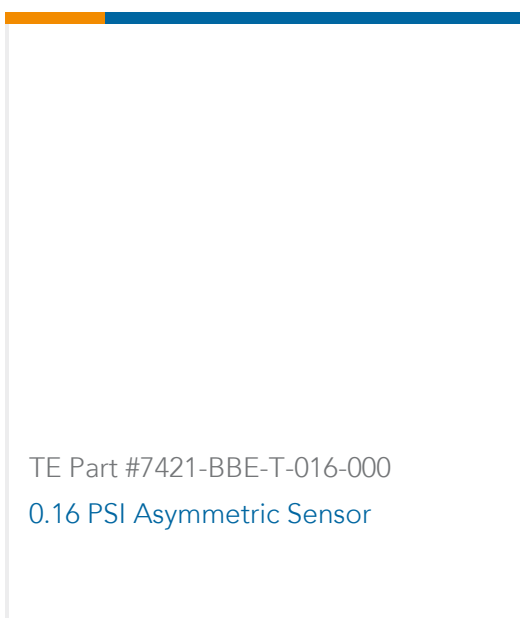 TE Part #7421-BBE-T-016-000
0.16 PSI Asymmetric Sensor